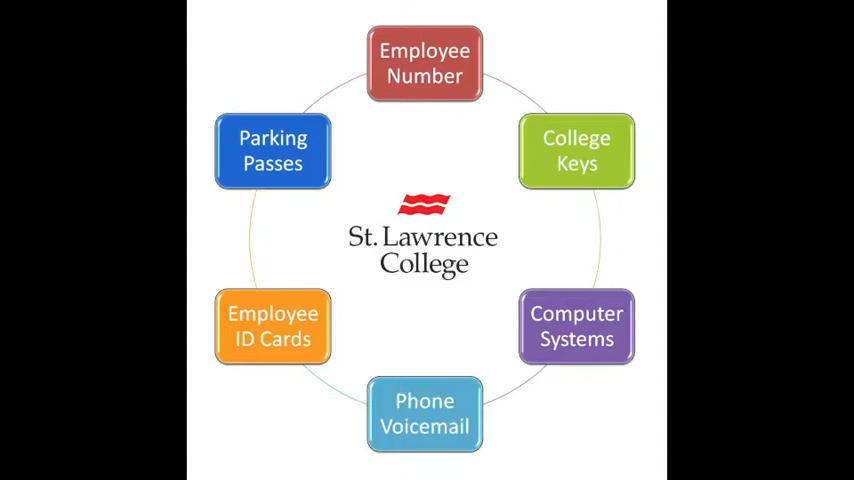 Employee
Number
Parking
Passes
College
Keys
St. Lawrence
College
Employee
ID Cards
Computer
Systems
Phone
Voicemail